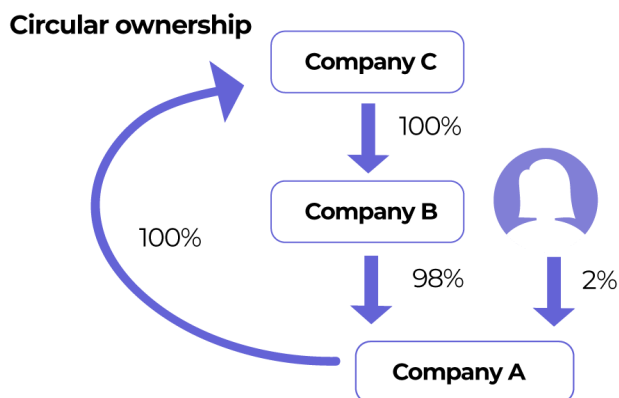 Circular ownership
Company C
100%
Company B
100%
98%
2%
Company A